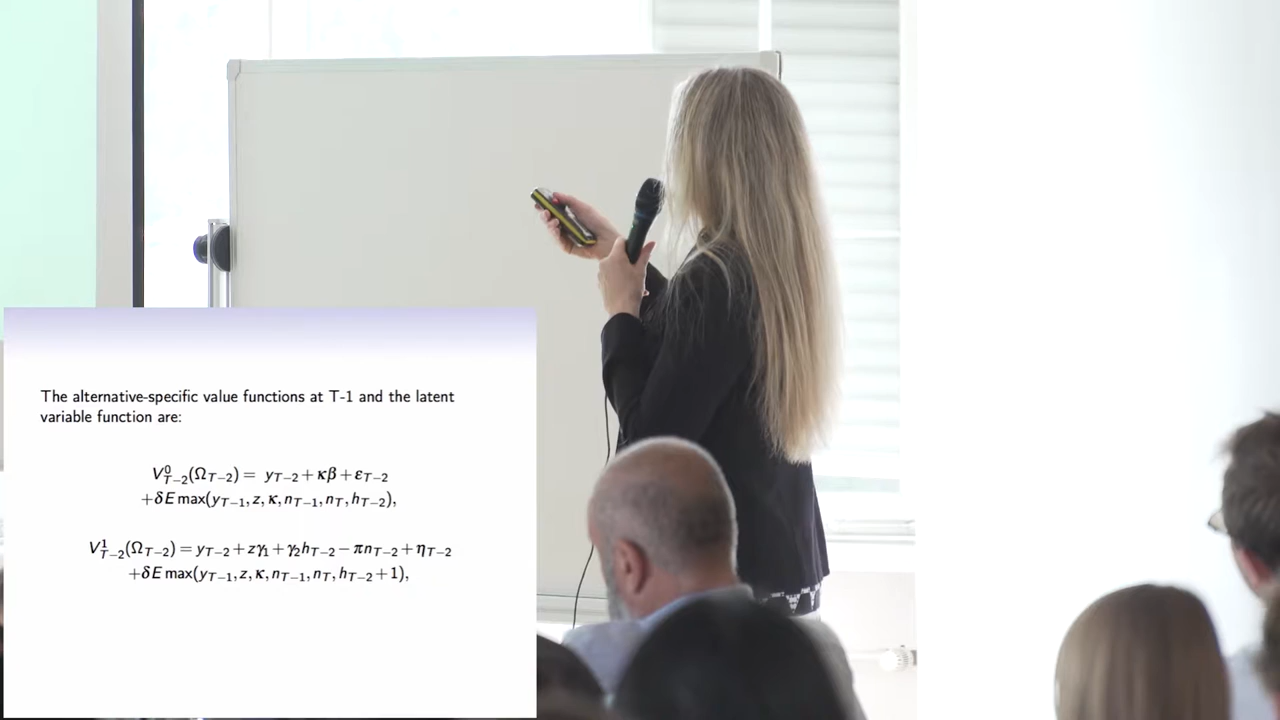 The alternative-specific value functions at T-1 and the latent
variable function are:
V⁰_{T−2}(Ω_{T−2}) = y_{T−2} + κβ + ε_{T−2}
+δE max(y_{T−1}, z, κ, n_{T−1}, n_T, h_{T−2}),
V¹_{T−2}(Ω_{T−2}) = y_{T−2} + zγ₁ + γ₂h_{T−2} − πn_{T−2} + η_{T−2}
+δE max(y_{T−1}, z, κ, n_{T−1}, n_T, h_{T−2} + 1),